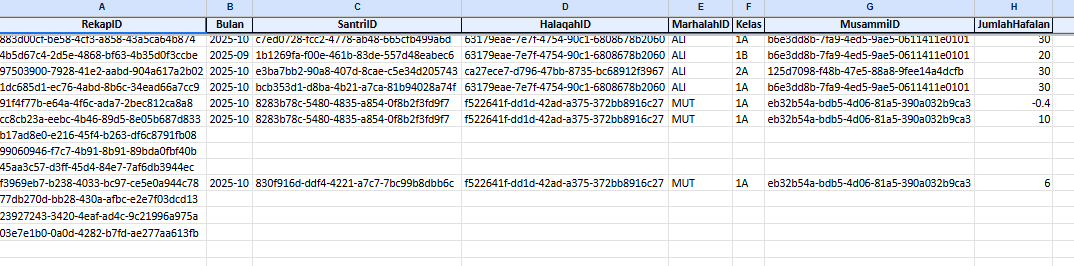 A B C D E F G H
RekapID Bulan SantriID HalaqahID MarhalahID Kelas MusammiID JumlahHafalan
883d00cf-be58-4cf3-a858-43a5ca64b874 2025-10 c7ed0728-fcc2-4778-ab48-665cfb499a6d 63179eae-7e7f-4754-90c1-6808678b2060 ALI 1A b6e3dd8b-7fa9-4ed5-9ae5-0611411e0101 30
4b5d67c4-2d5e-4868-bf63-4b35d0f3ccbe 2025-09 1b1269fa-f00e-461b-83de-557d48eabec6 63179eae-7e7f-4754-90c1-6808678b2060 ALI 1B b6e3dd8b-7fa9-4ed5-9ae5-0611411e0101 20
97503900-7928-41e2-aabd-904a617a2b02 2025-10 e3ba7bb2-90a8-407d-8cae-c5e34d205743 ca27ece7-d796-47bb-8735-bc68912f3967 ALI 2A 125d7098-f48b-47e5-88a8-9fee14a4dcfb 30
1dc685d1-ec76-4abd-8b6c-34ead66a7cc9 2025-10 bcb353d1-d8ba-4b21-a7ca-81b94028a74f 63179eae-7e7f-4754-90c1-6808678b2060 ALI 1A b6e3dd8b-7fa9-4ed5-9ae5-0611411e0101 30
91f4f77b-e64a-4f6c-ada7-2bec812ca8a8 2025-10 8283b78c-5480-4835-a854-0f8b2f3fd9f7 f522641f-dd1d-42ad-a375-372bb8916c27 MUT 1A eb32b54a-bdb5-4d06-81a5-390a032b9ca3 -0.4
cc8cb23a-eebc-4b46-89d5-8e05b687d833 2025-10 8283b78c-5480-4835-a854-0f8b2f3fd9f7 f522641f-dd1d-42ad-a375-372bb8916c27 MUT 1A eb32b54a-bdb5-4d06-81a5-390a032b9ca3 10
b17ad8e0-e216-45f4-b263-df6c8791fb08
99060946-f7c7-4b91-8b91-89bda0fbf40b
45aa3c57-d3ff-45d4-84e7-7af6db3944ec
f3969eb7-b238-4033-bc97-ce5e0a944c78 2025-10 830f916d-ddf4-4221-a7c7-7bc99b8dbb6c f522641f-dd1d-42ad-a375-372bb8916c27 MUT 1A eb32b54a-bdb5-4d06-81a5-390a032b9ca3 6
77db270d-bb28-430a-afbc-e2e7f03dcd13
23927243-3420-4eaf-ad4c-9c21996a975a
03e7e1b0-0a0d-4282-b7fd-ae277aa613fb